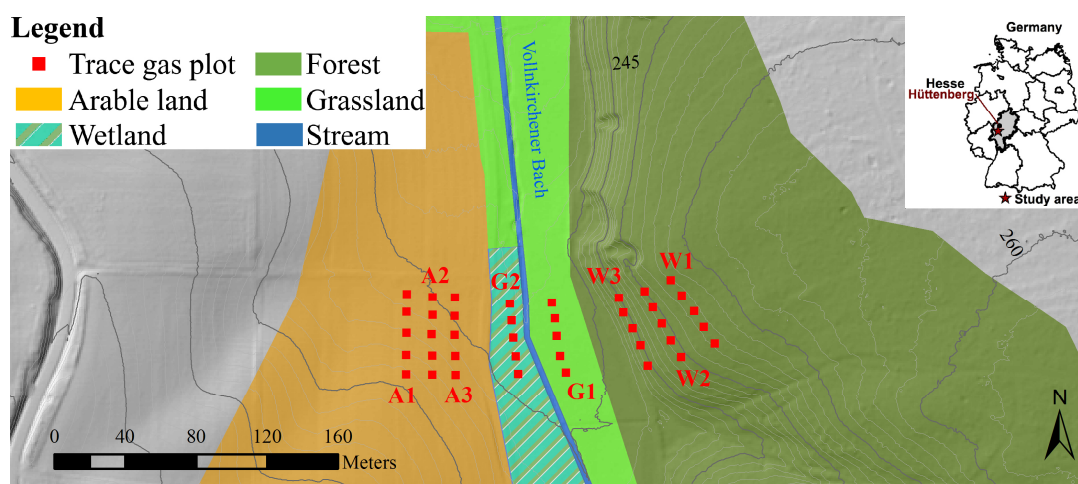 Legend
Trace gas plot
Arable land
Wetland
Forest
Grassland
Stream
Vollnkirchener Bach
245
260
Germany
Hesse
Hüttenberg
Study area
A2
G2
W3
W1
A1
A3
G1
W2
0 40 80 120 160
Meters
N